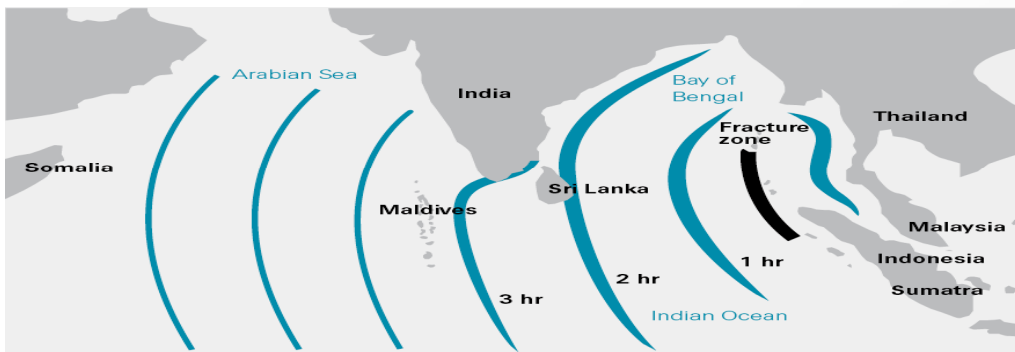 Arabian Sea
India
Bay of
Bengal
Thailand
Fracture
zone
Somalia
Sri Lanka
Maldives
Malaysia
Indonesia
1 hr
2 hr
Sumatra
3 hr
Indian Ocean